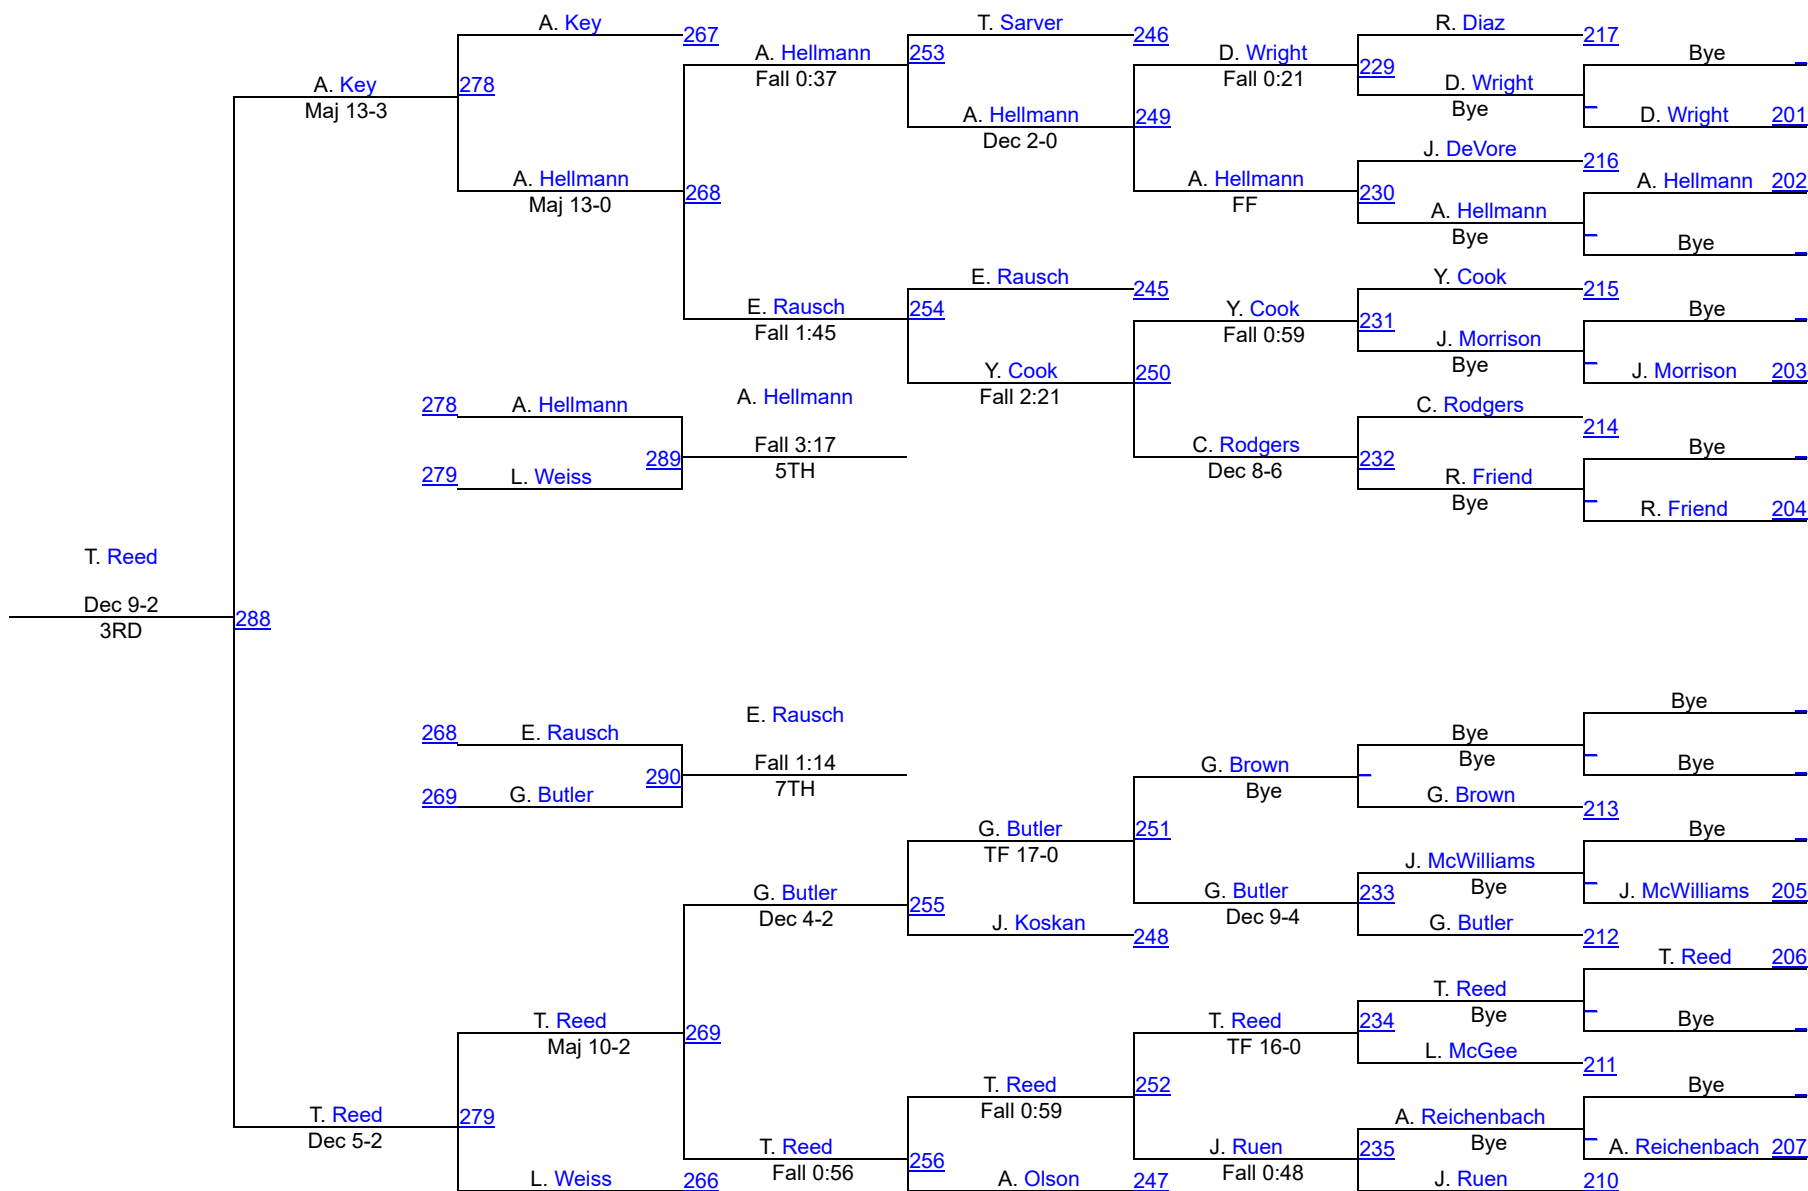 A. Key
267
T. Sarver
246
R. Diaz
217
A. Hellmann
253
Fall 0:37
D. Wright
229
Fall 0:21
Bye
A. Key
278
Maj 13-3
D. Wright
Bye
A. Hellmann
249
Dec 2-0
D. Wright 201
J. DeVore
216
A. Hellmann
268
Maj 13-0
A. Hellmann
230
FF
A. Hellmann 202
A. Hellmann
Bye
Bye
E. Rausch
245
Y. Cook
215
E. Rausch
254
Fall 1:45
Y. Cook
231
Fall 0:59
Bye
J. Morrison
Bye
Y. Cook
250
Fall 2:21
J. Morrison 203
278 A. Hellmann
A. Hellmann
C. Rodgers
214
289
Fall 3:17
5TH
C. Rodgers
232
Dec 8-6
Bye
279 L. Weiss
R. Friend
Bye
R. Friend 204
T. Reed
Dec 9-2
3RD
288
Bye
268 E. Rausch
E. Rausch
Bye
Bye
290
Fall 1:14
7TH
G. Brown
Bye
Bye
269 G. Butler
G. Brown
213
G. Butler
251
TF 17-0
Bye
J. McWilliams
Bye
G. Butler
255
Dec 4-2
G. Butler
233
Dec 9-4
J. McWilliams 205
J. Koskan
248
G. Butler
212
T. Reed 206
T. Reed
Bye
T. Reed
269
Maj 10-2
T. Reed
234
TF 16-0
Bye
L. McGee
211
T. Reed
252
Fall 0:59
Bye
T. Reed
279
Dec 5-2
A. Reichenbach
Bye
T. Reed
256
Fall 0:56
J. Ruen
235
Fall 0:48
A. Reichenbach 207
L. Weiss
266
A. Olson
247
J. Ruen
210